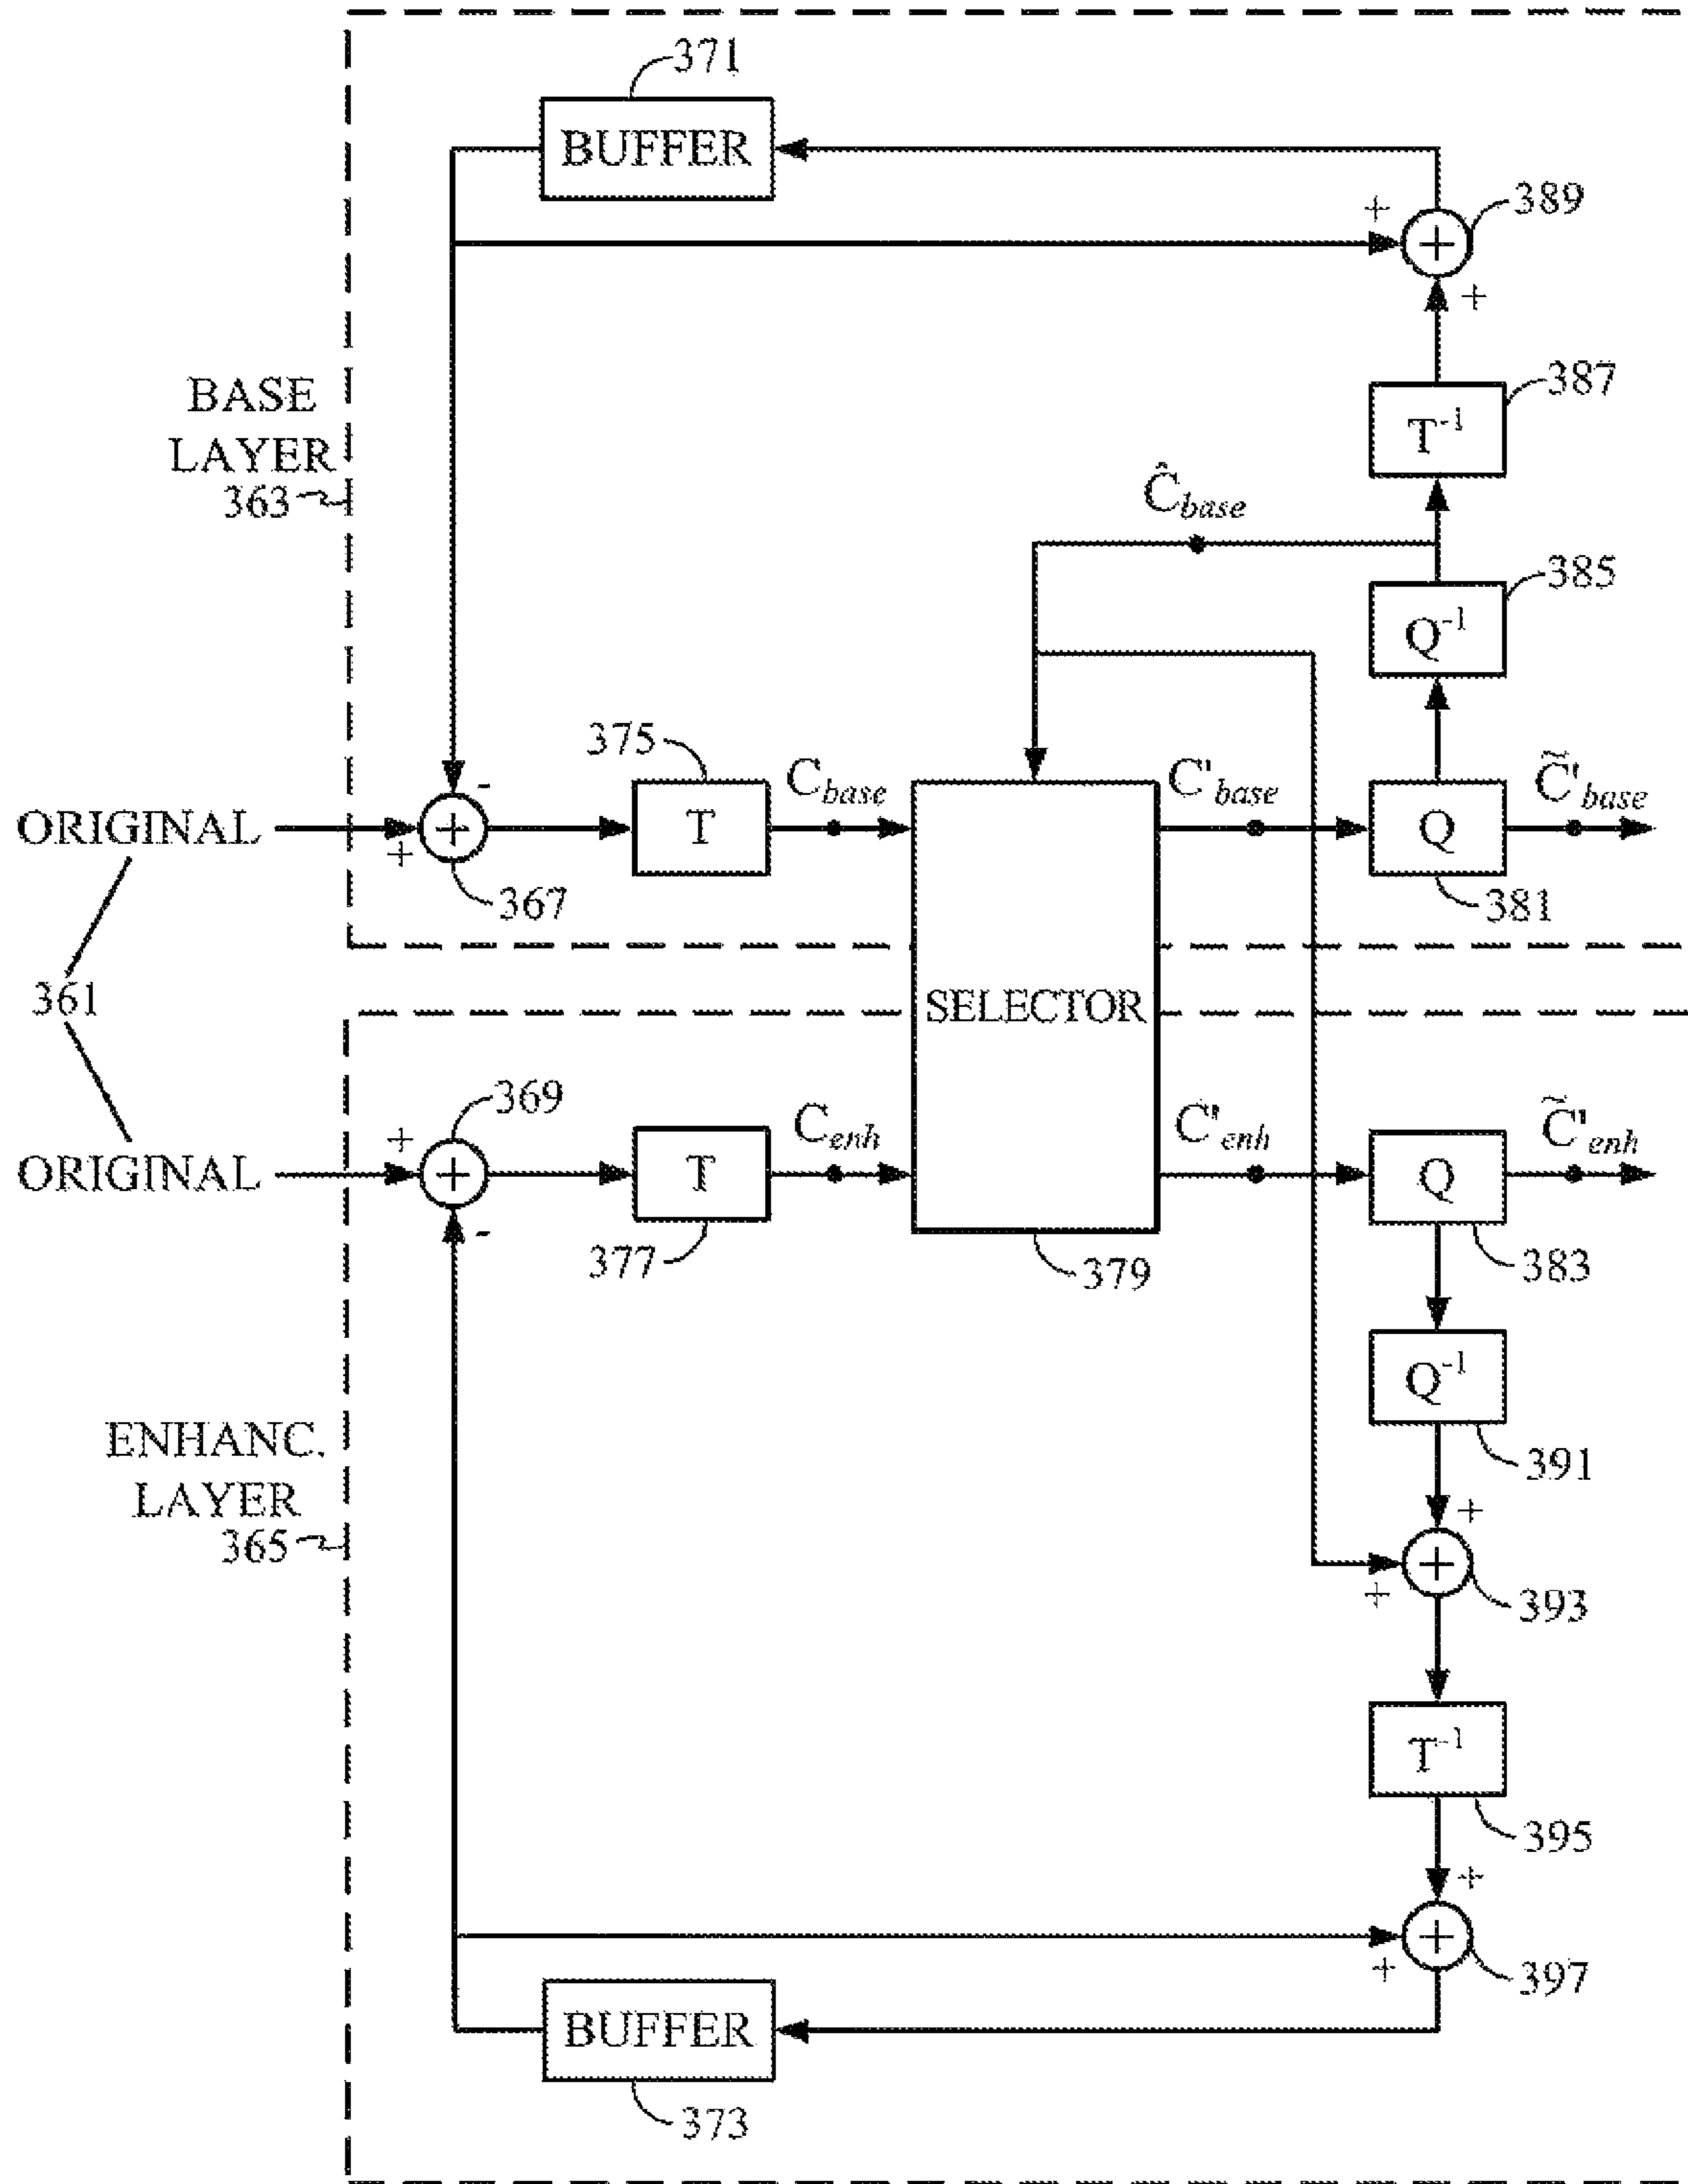 371
BUFFER
+
389
+
+
387
T⁻¹
BASE
LAYER
363
Ĉbase
385
Q⁻¹
375
-
Cbase
C'base
C̃'base
ORIGINAL
+
+
T
Q
367
381
361
SELECTOR
369
+
Cenh
C'enh
C̃'enh
ORIGINAL
+
T
Q
-
377
379
383
Q⁻¹
391
ENHANC.
LAYER
365
+
+
+
393
T⁻¹
395
+
+
+
397
BUFFER
373